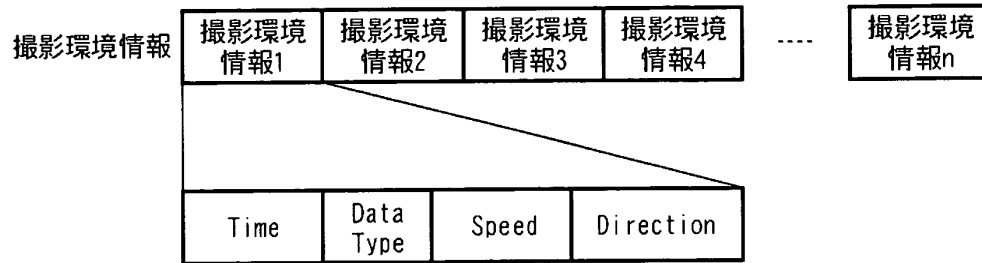 撮影環境情報
撮影環境
情報1
撮影環境
情報2
撮影環境
情報3
撮影環境
情報4
----
撮影環境
情報n
Time
Data
Type
Speed
Direction